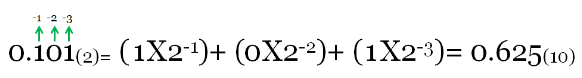 -1 -2 -3
0.101(2)= (1X2-1)+ (0X2-2)+ (1X2-3)= 0.625(10)